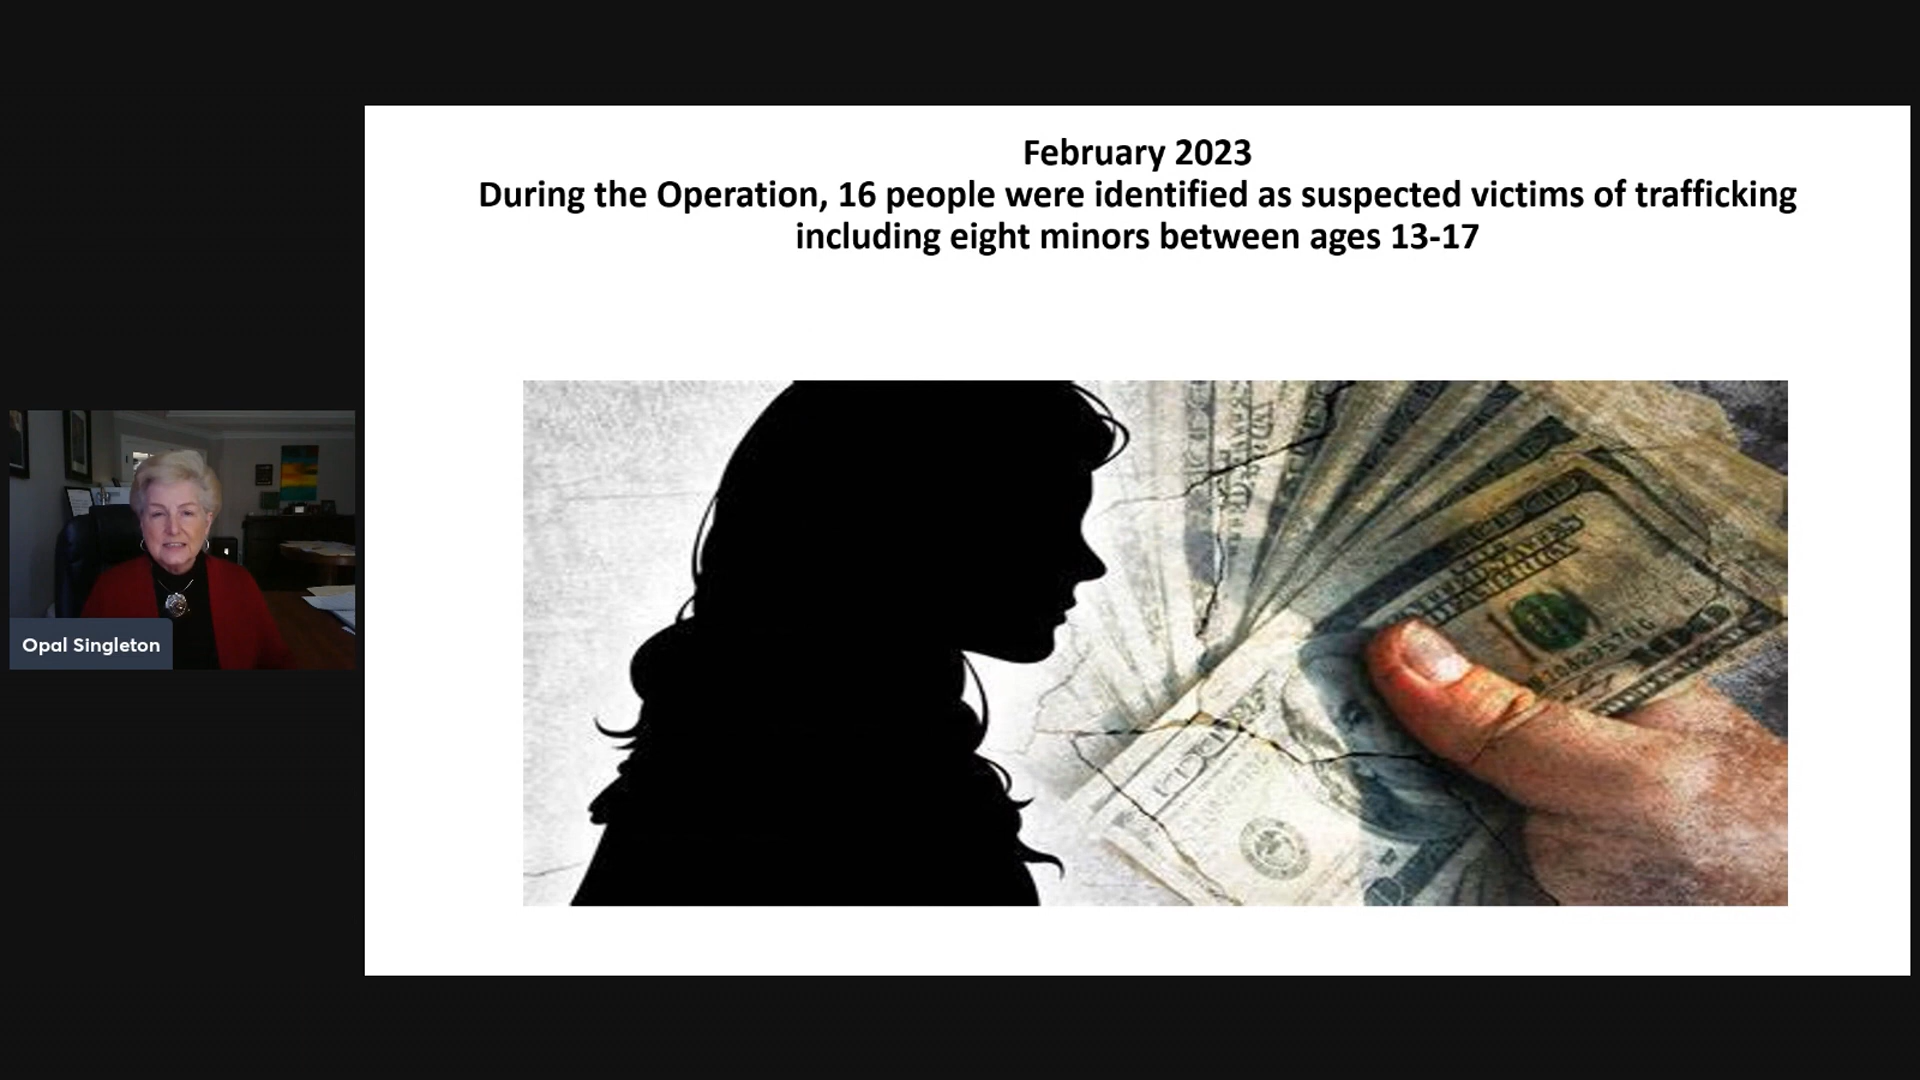 February 2023
During the Operation, 16 people were identified as suspected victims of trafficking
including eight minors between ages 13-17
Opal Singleton